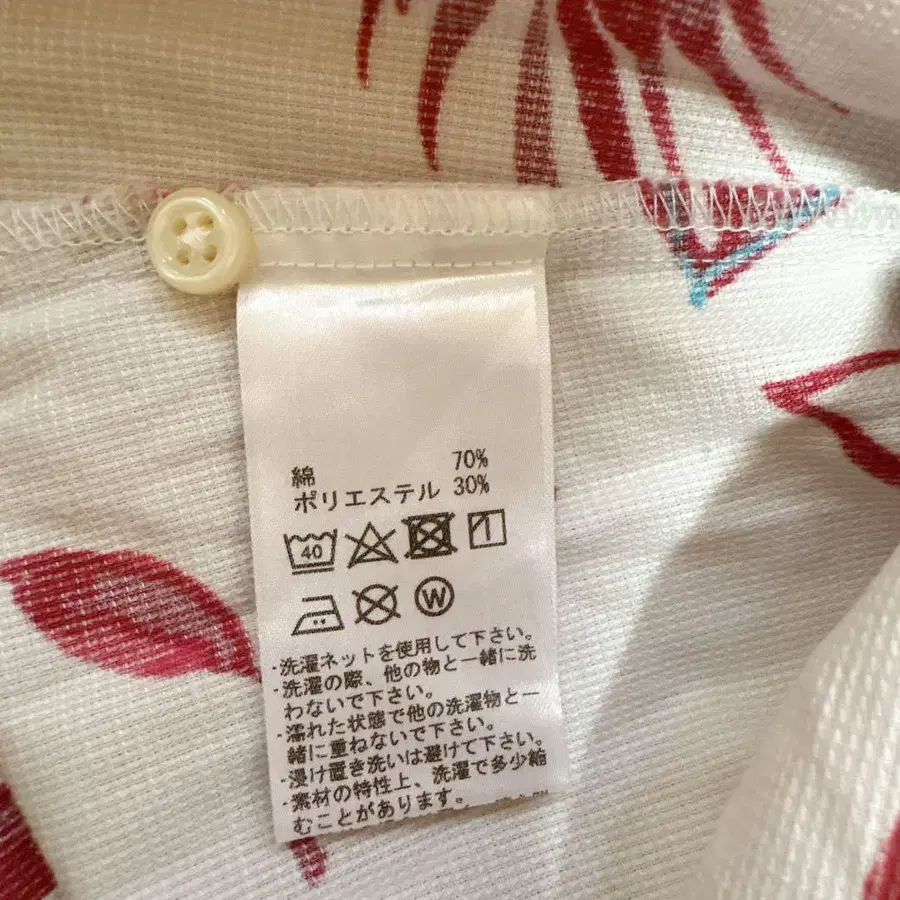 綿 70%
ポリエステル 30%
40
W
・洗濯ネットを使用して下さい。
・洗濯の際、他の物と一緒に洗
わないで下さい。
・濡れた状態で他の洗濯物と一
緒に重ねないで下さい。
・浸け置き洗いは避けて下さい。
・素材の特性上、洗濯で多少縮
むことがあります。